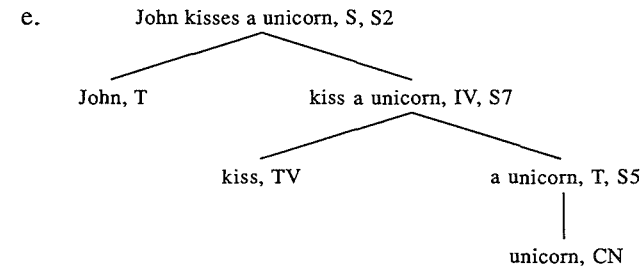 e. John kisses a unicorn, S, S2
John, T kiss a unicorn, IV, S7
kiss, TV a unicorn, T, S5
unicorn, CN